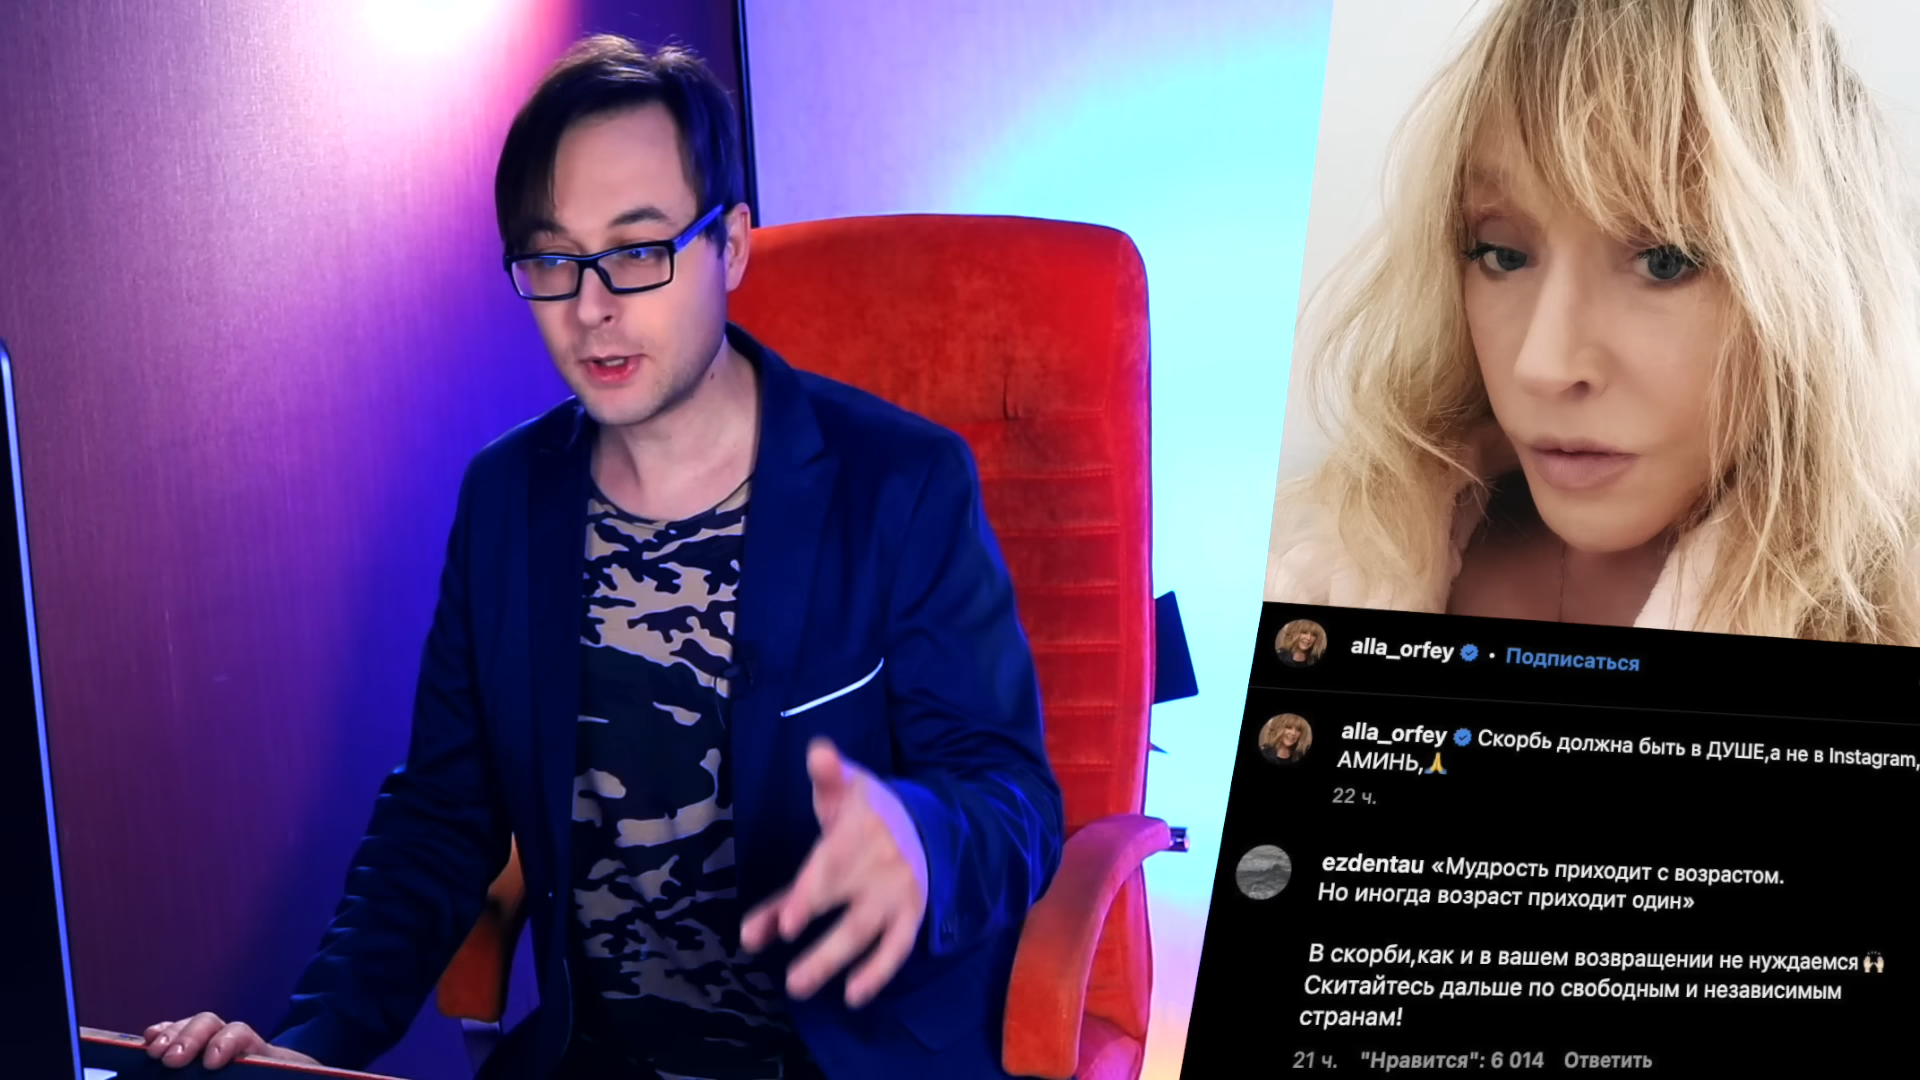 alla_orfey • Подписаться
alla_orfey Скорбь должна быть в ДУШЕ,а не в Instagram,
АМИНЬ,🙏
22 ч.
ezdentau «Мудрость приходит с возрастом.
Но иногда возраст приходит один»
В скорби,как и в вашем возвращении не нуждаемся🙌🏻
Скитайтесь дальше по свободным и независимым
странам!
21 ч. "Нравится": 6 014 Ответить